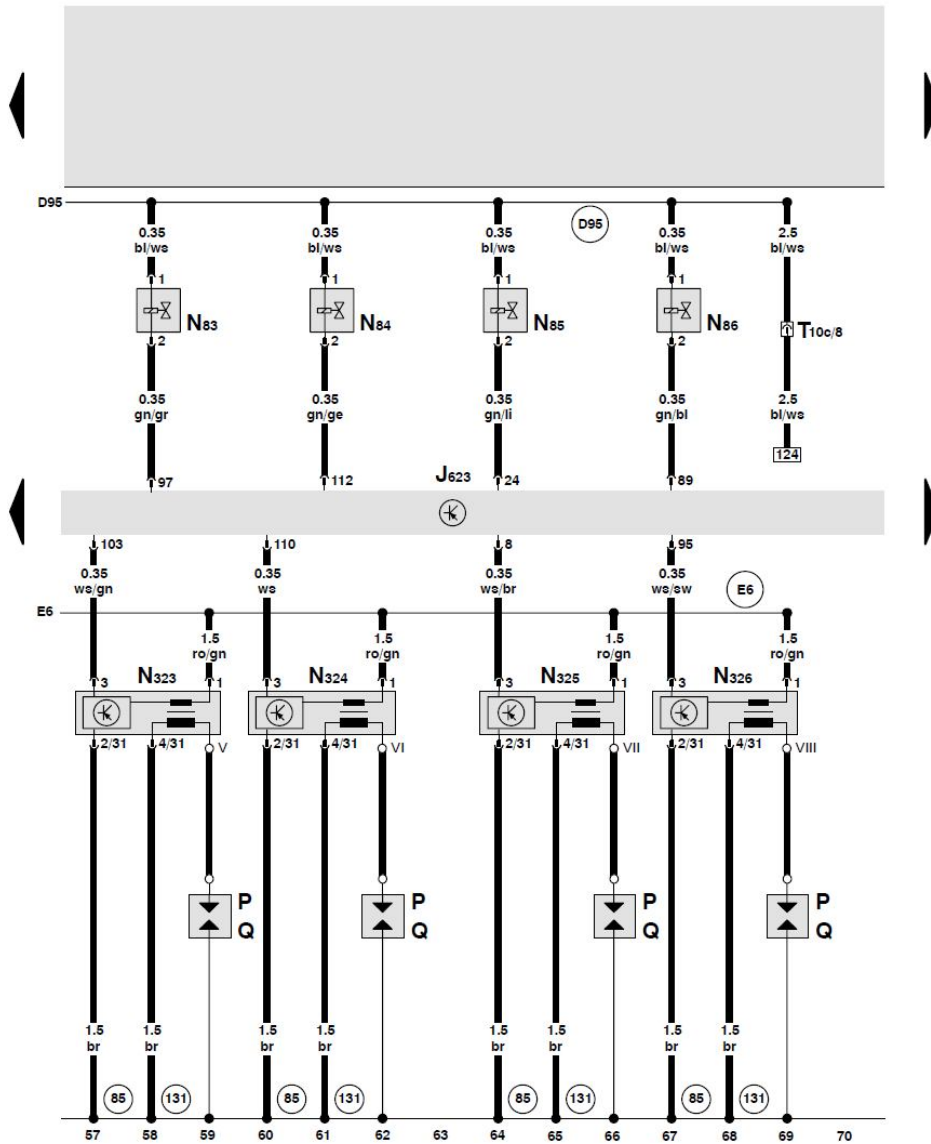 D95
0.35 0.35 0.35 D95 0.35 2.5
bl/ws bl/ws bl/ws bl/ws bl/ws
1 1 1 1
N83 N84 N85 N86 T10c/8
2 2 2 2
0.35 0.35 0.35 0.35 2.5
gn/gr gn/ge gn/li gn/bl bl/ws
124
97 112 J623 24 89
103 110 8 95
0.35 0.35 0.35 0.35
ws/gn ws ws/br ws/sw E6
E6
1.5 1.5 1.5 1.5
ro/gn ro/gn ro/gn ro/gn
N323 N324 N325 N326
3 1 3 1 3 1 3 1
2/31 4/31 V 2/31 4/31 VI 2/31 4/31 VII 2/31 4/31 VIII
P P P P
Q Q Q Q
1.5 1.5 1.5 1.5 1.5 1.5 1.5 1.5
br br br br br br br br
85 131 85 131 85 131 85 131
57 58 59 60 61 62 63 64 65 66 67 68 69 70